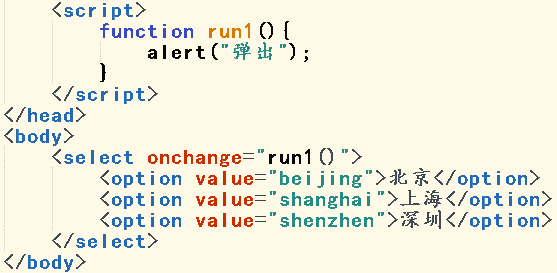 <script>
function run1(){
alert("弹出");
}
</script>
</head>
<body>
<select onchange="run1()">
<option value="beijing">北京</option>
<option value="shanghai">上海</option>
<option value="shenzhen">深圳</option>
</select>
</body>